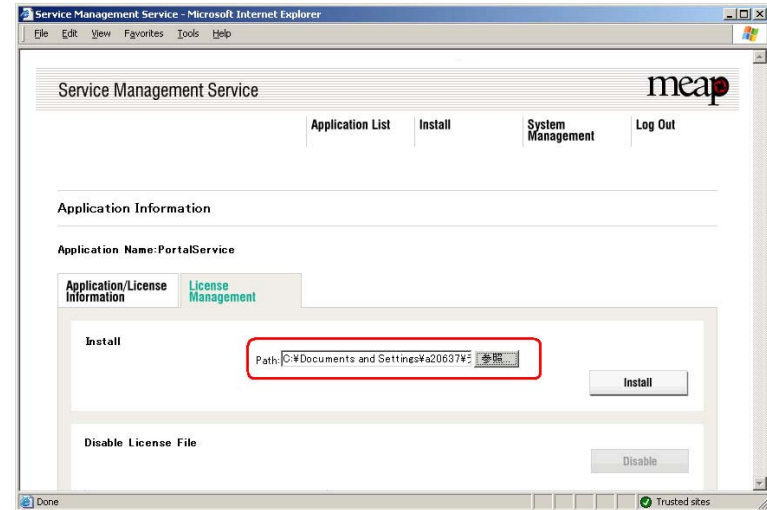 Service Management Service - Microsoft Internet Explorer
File Edit View Favorites Tools Help
Service Management Service
meap
Application List Install System Management Log Out
Application Information
Application Name:PortalService
Application/License Information License Management
Install
Path: C:¥Documents and Settings¥a20637¥ 参照...
Install
Disable License File
Disable
Done Trusted sites